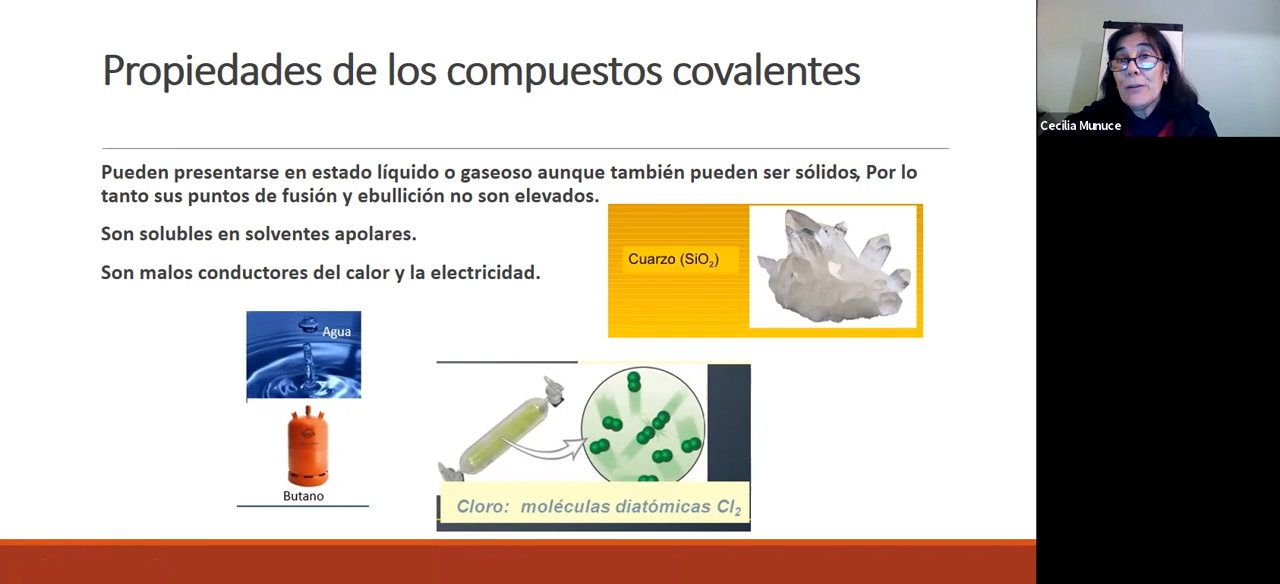 Propiedades de los compuestos covalentes
Cecilia Munuce
Pueden presentarse en estado líquido o gaseoso aunque también pueden ser sólidos, Por lo
tanto sus puntos de fusión y ebullición no son elevados.
Son solubles en solventes apolares.
Cuarzo (SiO₂)
Son malos conductores del calor y la electricidad.
Agua
Butano
Cloro: moléculas diatómicas Cl₂